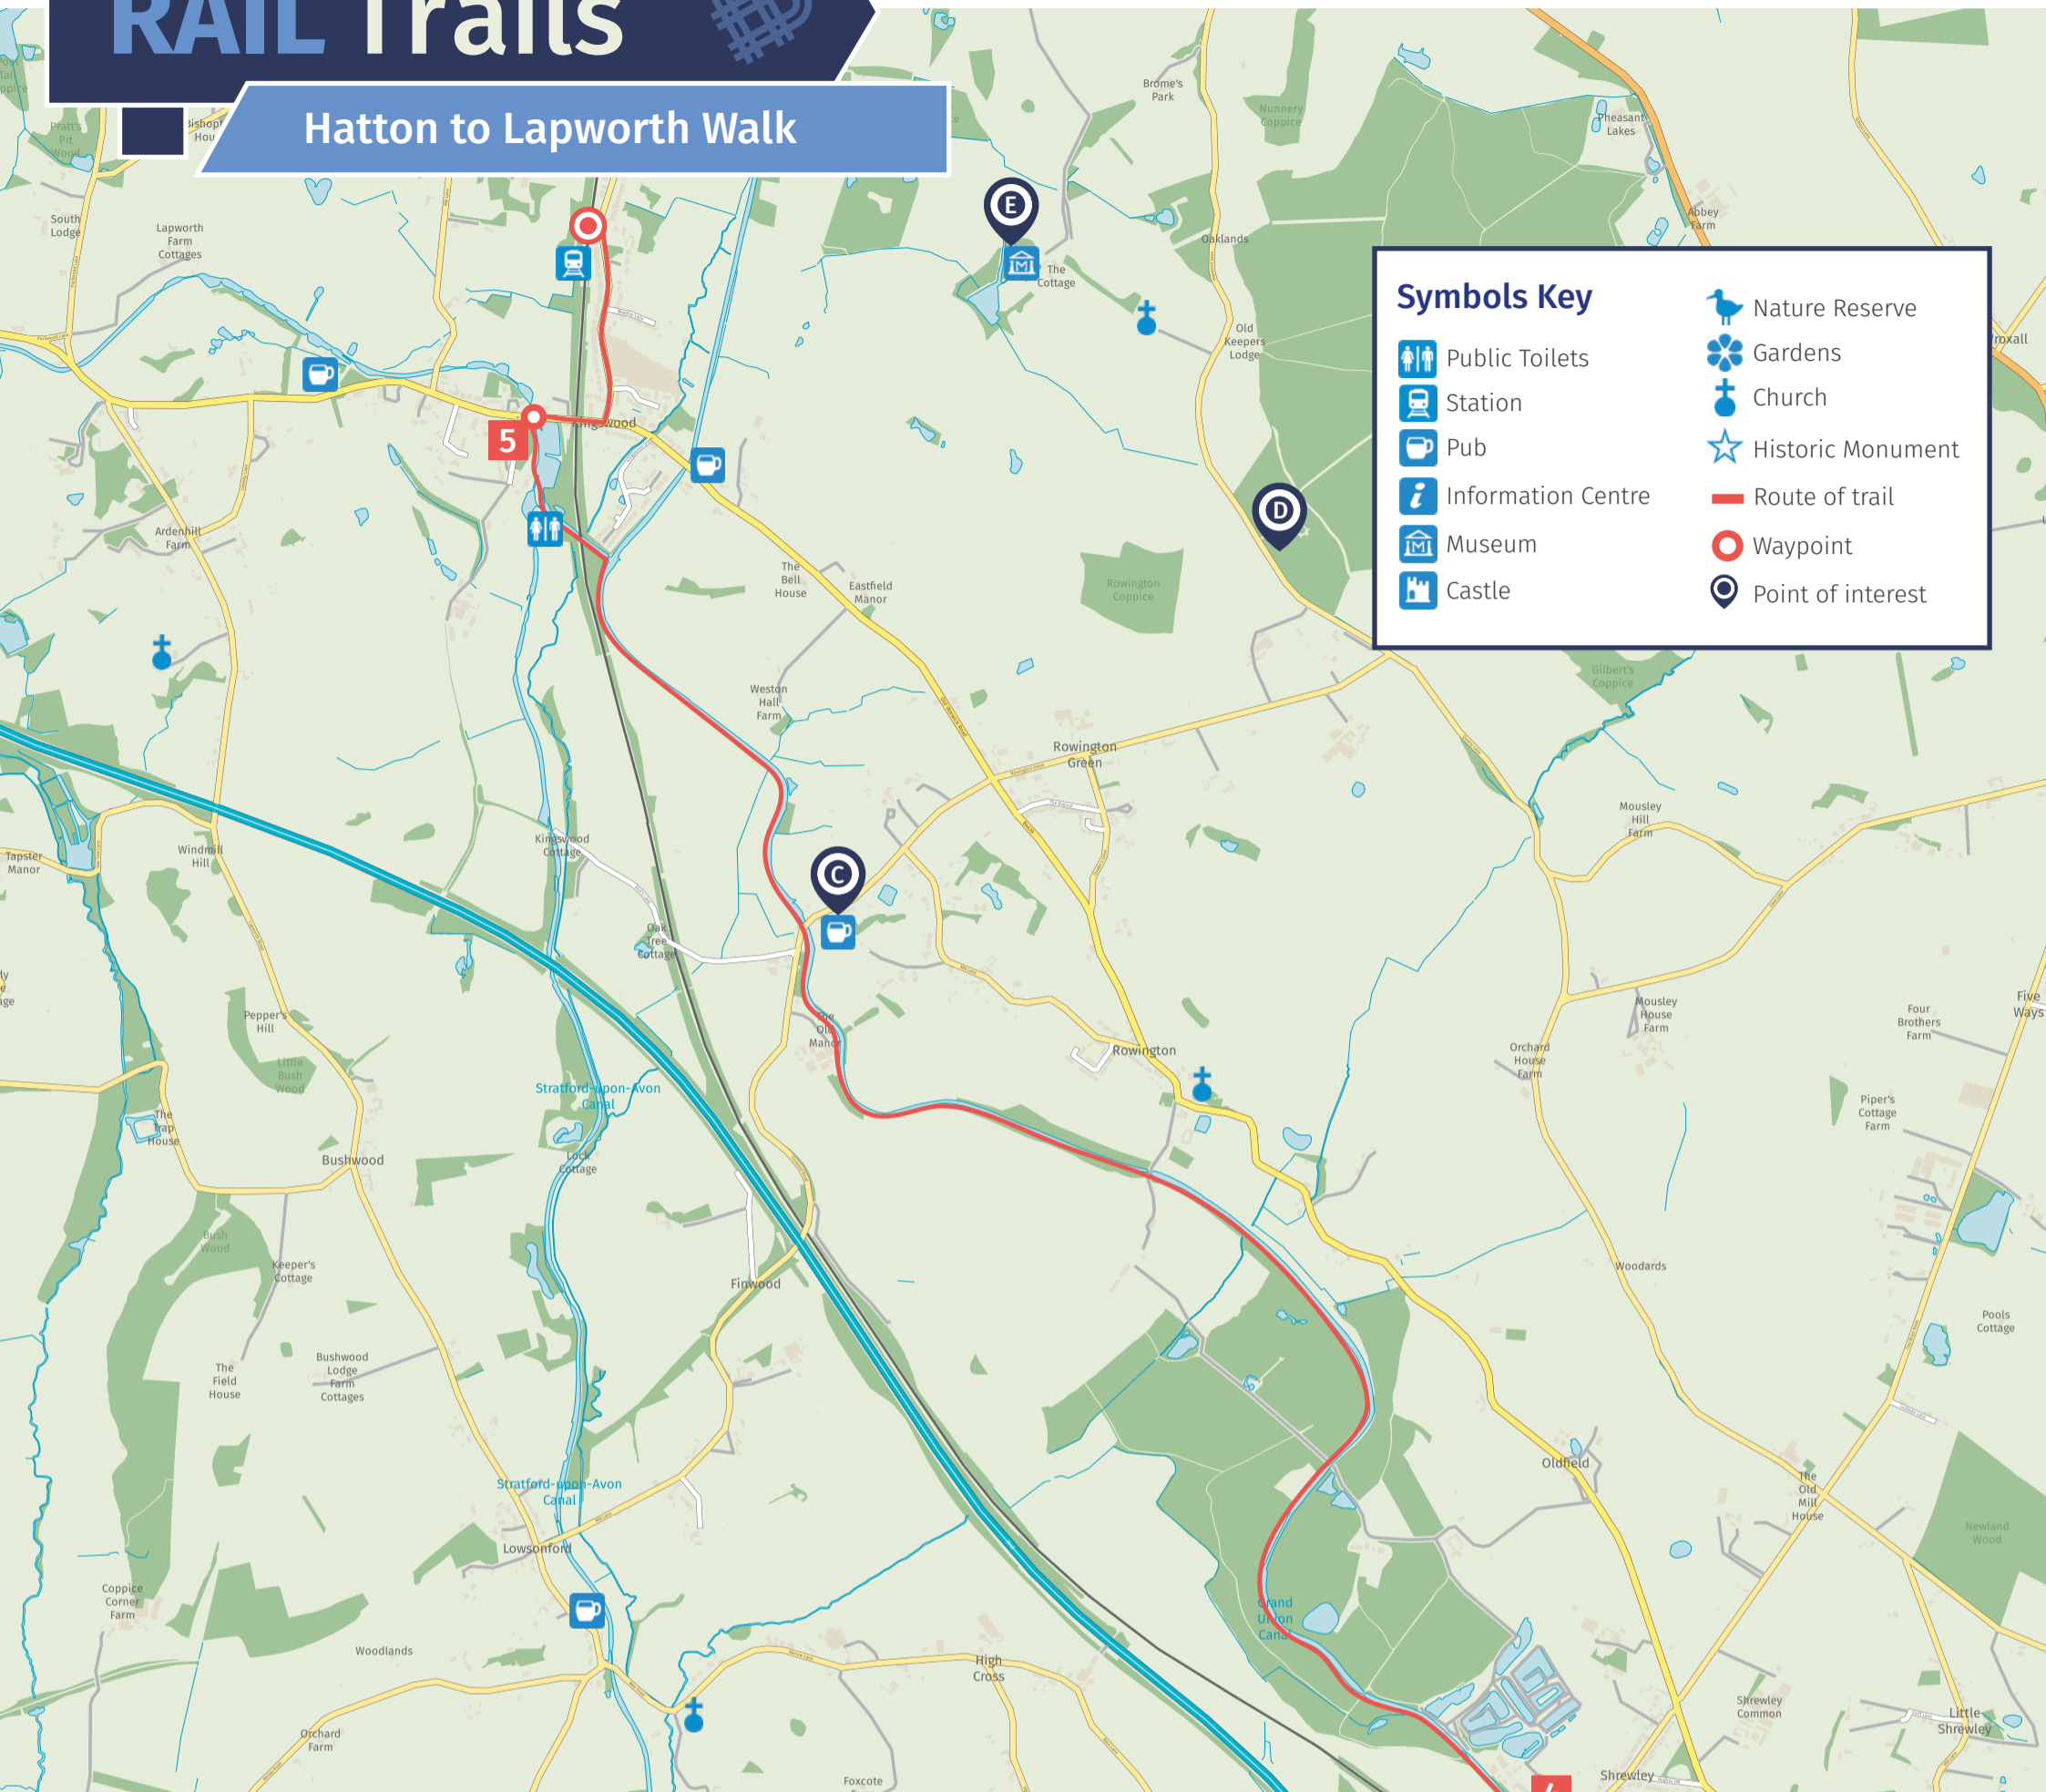 RAIL Trails
Hatton to Lapworth Walk
Brome's
Park
Nunnery
Coppice
Pheasant
Lakes
Pratt's
Pit
Wood
South
Lodge
Lapworth
Farm
Cottages
Abbey
Farm
Oaklands
E
The
Cottage
Old
Keepers
Lodge
Symbols Key
Public Toilets
Station
Pub
Information Centre
Museum
Castle
Nature Reserve
Gardens
Church
Historic Monument
Route of trail
Waypoint
Point of interest
5
Kingswood
D
Ardenhill
Farm
The
Bell
House
Eastfield
Manor
Rowington
Coppice
Gilbert's
Coppice
Weston
Hall
Farm
Old Warwick Road
Rowington
Green
Mousley
Hill
Farm
Kingswood
Cottage
Windmill
Hill
Tapster
Manor
C
Oak
Tree
Cottage
The
Old
Manor
Pepper's
Hill
Little
Bush
Wood
Rowington
Mousley
House
Farm
Four
Brothers
Farm
Five
Ways
Orchard
House
Farm
Piper's
Cottage
Farm
Stratford-upon-Avon
Canal
The
Trap
House
Bushwood
Lock
Cottage
Bush
Wood
Keeper's
Cottage
Finwood
Woodards
Pools
Cottage
The
Field
House
Bushwood
Lodge
Farm
Cottages
Oldfield
The
Old
Mill
House
Stratford-upon-Avon
Canal
Newland
Wood
Lowsonford
Coppice
Corner
Farm
Grand
Union
Canal
Woodlands
High
Cross
Shrewley
Common
Little
Shrewley
Orchard
Farm
Foxcote
Shrewley